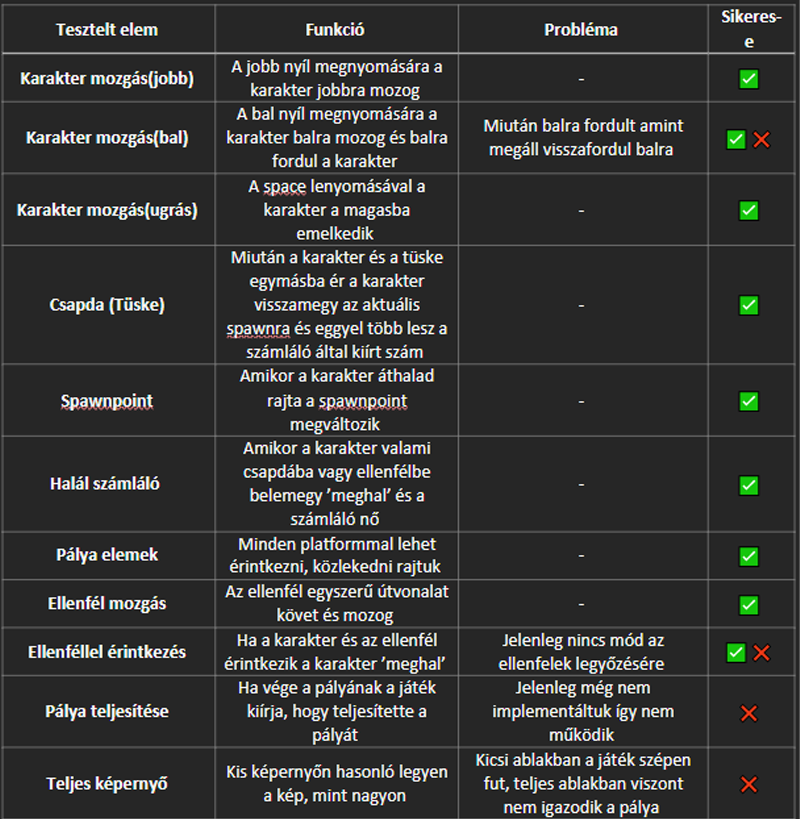 Tesztelt elem
Funkció
Probléma
Sikeres-
e
Karakter mozgás(jobb)
A jobb nyíl megnyomására a
karakter jobbra mozog
-
Karakter mozgás(bal)
A bal nyíl megnyomására a
karakter balra mozog és balra
fordul a karakter
Miután balra fordult amint
megáll visszafordul balra
Karakter mozgás(ugrás)
A space lenyomásával a
karakter a magasba
emelkedik
-
Csapda (Tüske)
Miután a karakter és a tüske
egymásba ér a karakter
visszamegy az aktuális
spawnra és eggyel több lesz a
számláló által kiírt szám
-
Spawnpoint
Amikor a karakter áthalad
rajta a spawnpoint
megváltozik
-
Halál számláló
Amikor a karakter valami
csapdába vagy ellenfélbe
belemegy ’meghal’ és a
számláló nő
-
Pálya elemek
Minden platformmal lehet
érintkezni, közlekedni rajtuk
-
Ellenfél mozgás
Az ellenfél egyszerű útvonalat
követ és mozog
-
Ellenféllel érintkezés
Ha a karakter és az ellenfél
érintkezik a karakter ’meghal’
Jelenleg nincs mód az
ellenfelek legyőzésére
Pálya teljesítése
Ha vége a pályának a játék
kiírja, hogy teljesítette a
pályát
Jelenleg még nem
implementáltuk így nem
működik
Teljes képernyő
Kis képernyőn hasonló legyen
a kép, mint nagyon
Kicsi ablakban a játék szépen
fut, teljes ablakban viszont
nem igazodik a pálya